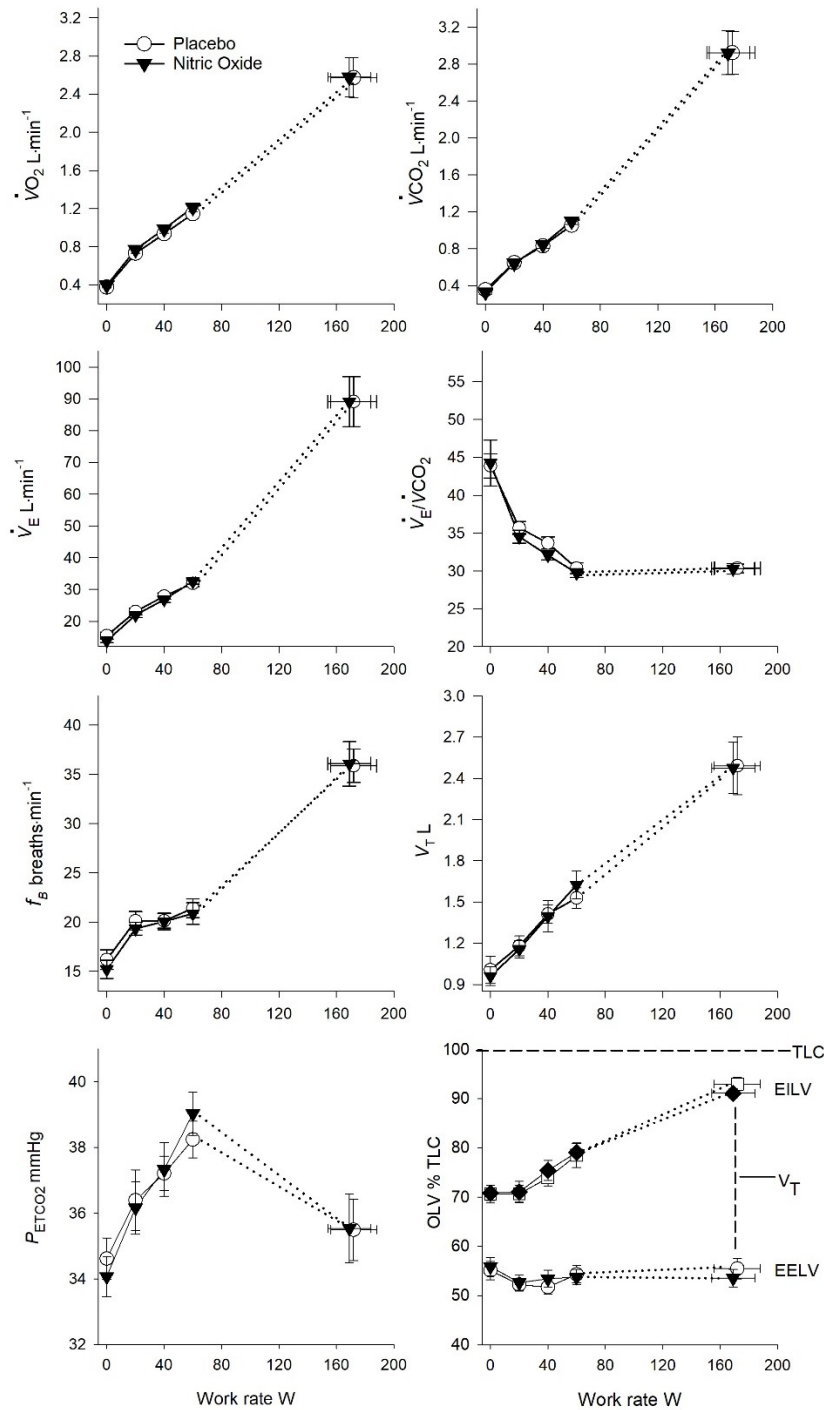 Placebo
Nitric Oxide
V̇O₂ L·min⁻¹
3.2
2.8
2.4
2.0
1.6
1.2
0.8
0.4
0 40 80 120 160 200
V̇CO₂ L·min⁻¹
3.2
2.8
2.4
2.0
1.6
1.2
0.8
0.4
0 40 80 120 160 200
V̇E L·min⁻¹
100
90
80
70
60
50
40
30
20
0 40 80 120 160 200
V̇E/V̇CO₂
55
50
45
40
35
30
25
20
0 40 80 120 160 200
fB breaths·min⁻¹
40
35
30
25
20
15
0 40 80 120 160 200
VT L
3.0
2.7
2.4
2.1
1.8
1.5
1.2
0.9
0 40 80 120 160 200
PETCO2 mmHg
42
40
38
36
34
32
0 40 80 120 160 200
Work rate W
OLV % TLC
100
90
80
70
60
50
40
0 40 80 120 160 200
Work rate W
TLC
EILV
VT
EELV